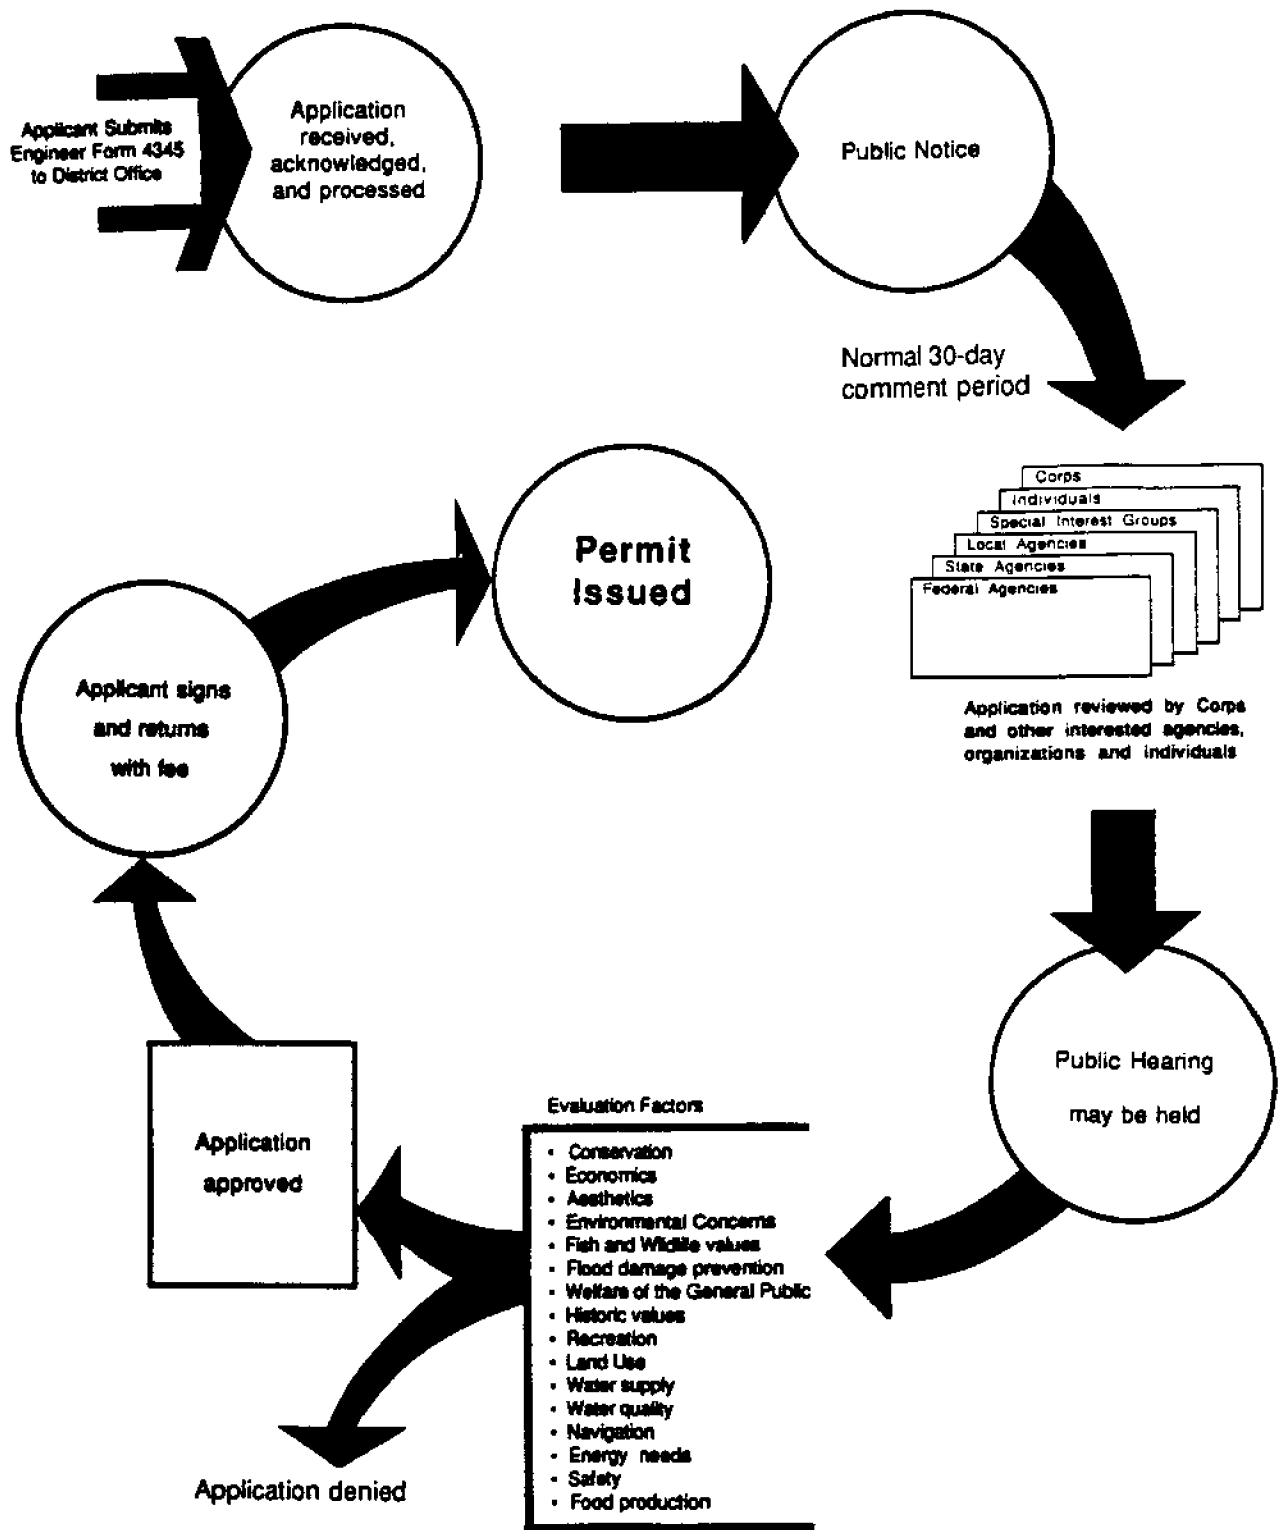 Applicant Submits
Engineer Form 4345
to District Office
Application
received,
acknowledged,
and processed
Public Notice
Normal 30-day
comment period
Corps
Individuals
Special Interest Groups
Local Agencies
State Agencies
Federal Agencies
Application reviewed by Corps
and other interested agencies,
organizations and individuals
Public Hearing
may be held
Evaluation Factors
• Conservation
• Economics
• Aesthetics
• Environmental Concerns
• Fish and Wildlife values
• Flood damage prevention
• Welfare of the General Public
• Historic values
• Recreation
• Land Use
• Water supply
• Water quality
• Navigation
• Energy needs
• Safety
• Food production
Application denied
Application
approved
Applicant signs
and returns
with fee
Permit
Issued